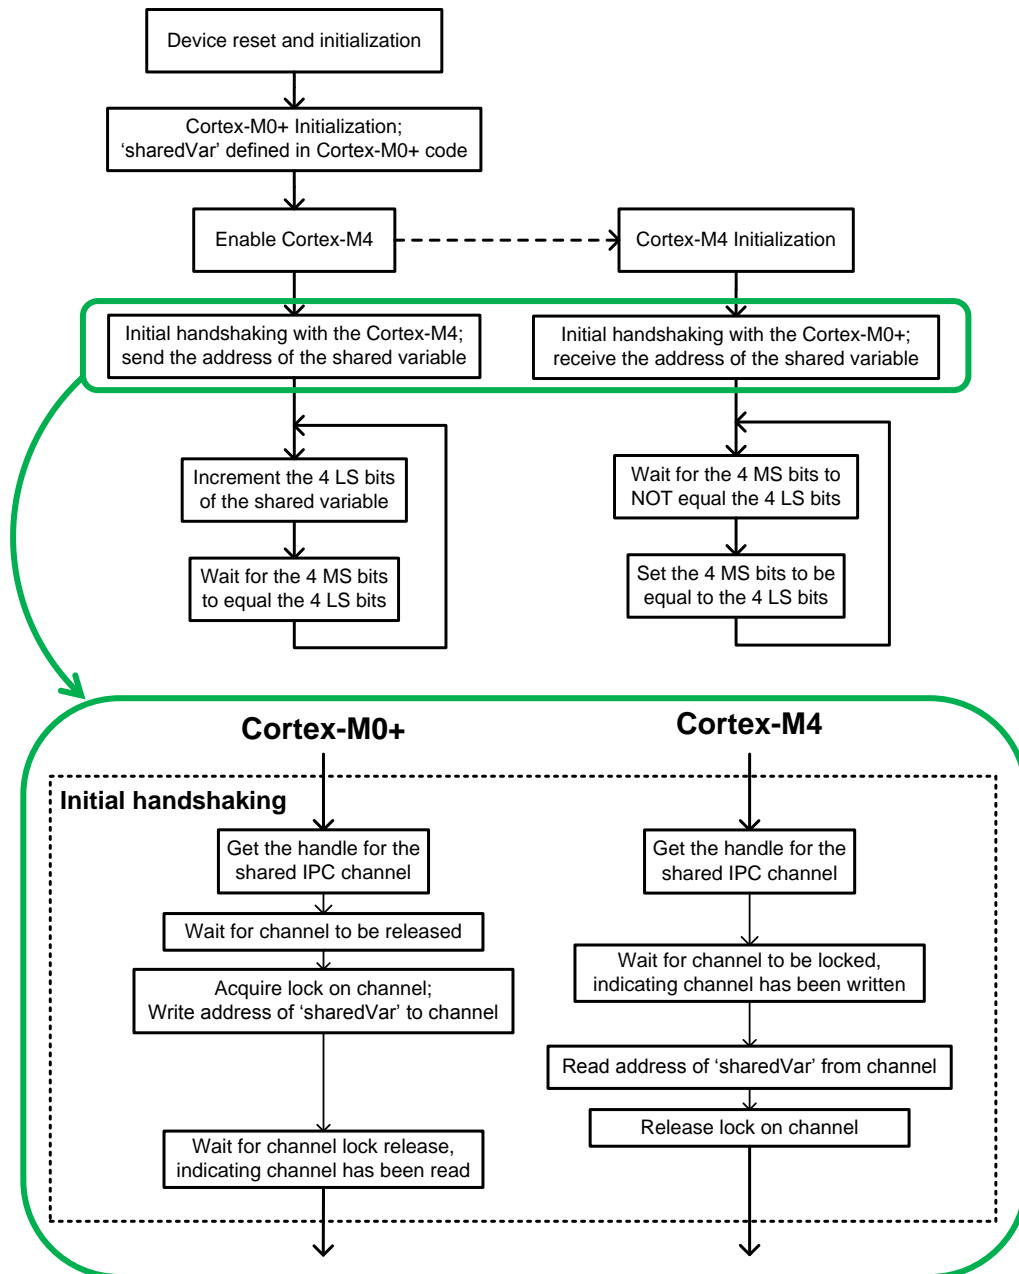 Device reset and initialization
Cortex-M0+ Initialization;
‘sharedVar’ defined in Cortex-M0+ code
Enable Cortex-M4
Cortex-M4 Initialization
Initial handshaking with the Cortex-M4;
send the address of the shared variable
Initial handshaking with the Cortex-M0+;
receive the address of the shared variable
Increment the 4 LS bits
of the shared variable
Wait for the 4 MS bits
to equal the 4 LS bits
Wait for the 4 MS bits to
NOT equal the 4 LS bits
Set the 4 MS bits to be
equal to the 4 LS bits
Cortex-M0+
Cortex-M4
Initial handshaking
Get the handle for the
shared IPC channel
Wait for channel to be released
Acquire lock on channel;
Write address of ‘sharedVar’ to channel
Wait for channel lock release,
indicating channel has been read
Get the handle for the
shared IPC channel
Wait for channel to be locked,
indicating channel has been written
Read address of ‘sharedVar’ from channel
Release lock on channel